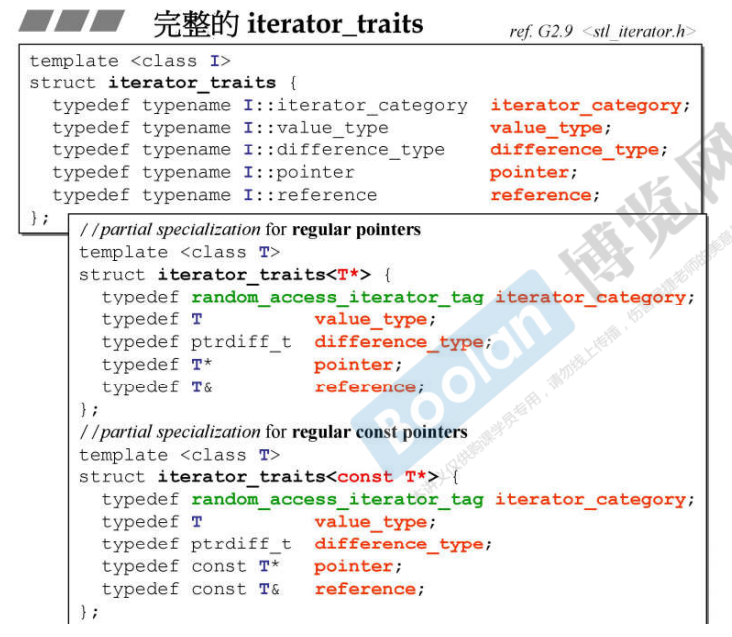 完整的 iterator_traits
ref. G2.9 <stl_iterator.h>
template <class I>
struct iterator_traits {
typedef typename I::iterator_category iterator_category;
typedef typename I::value_type value_type;
typedef typename I::difference_type difference_type;
typedef typename I::pointer pointer;
typedef typename I::reference reference;
};
//partial specialization for regular pointers
template <class T>
struct iterator_traits<T*> {
typedef random_access_iterator_tag iterator_category;
typedef T value_type;
typedef ptrdiff_t difference_type;
typedef T* pointer;
typedef T& reference;
};
//partial specialization for regular const pointers
template <class T>
struct iterator_traits<const T*> {
typedef random_access_iterator_tag iterator_category;
typedef T value_type;
typedef ptrdiff_t difference_type;
typedef const T* pointer;
typedef const T& reference;
};
Boolan 博览网